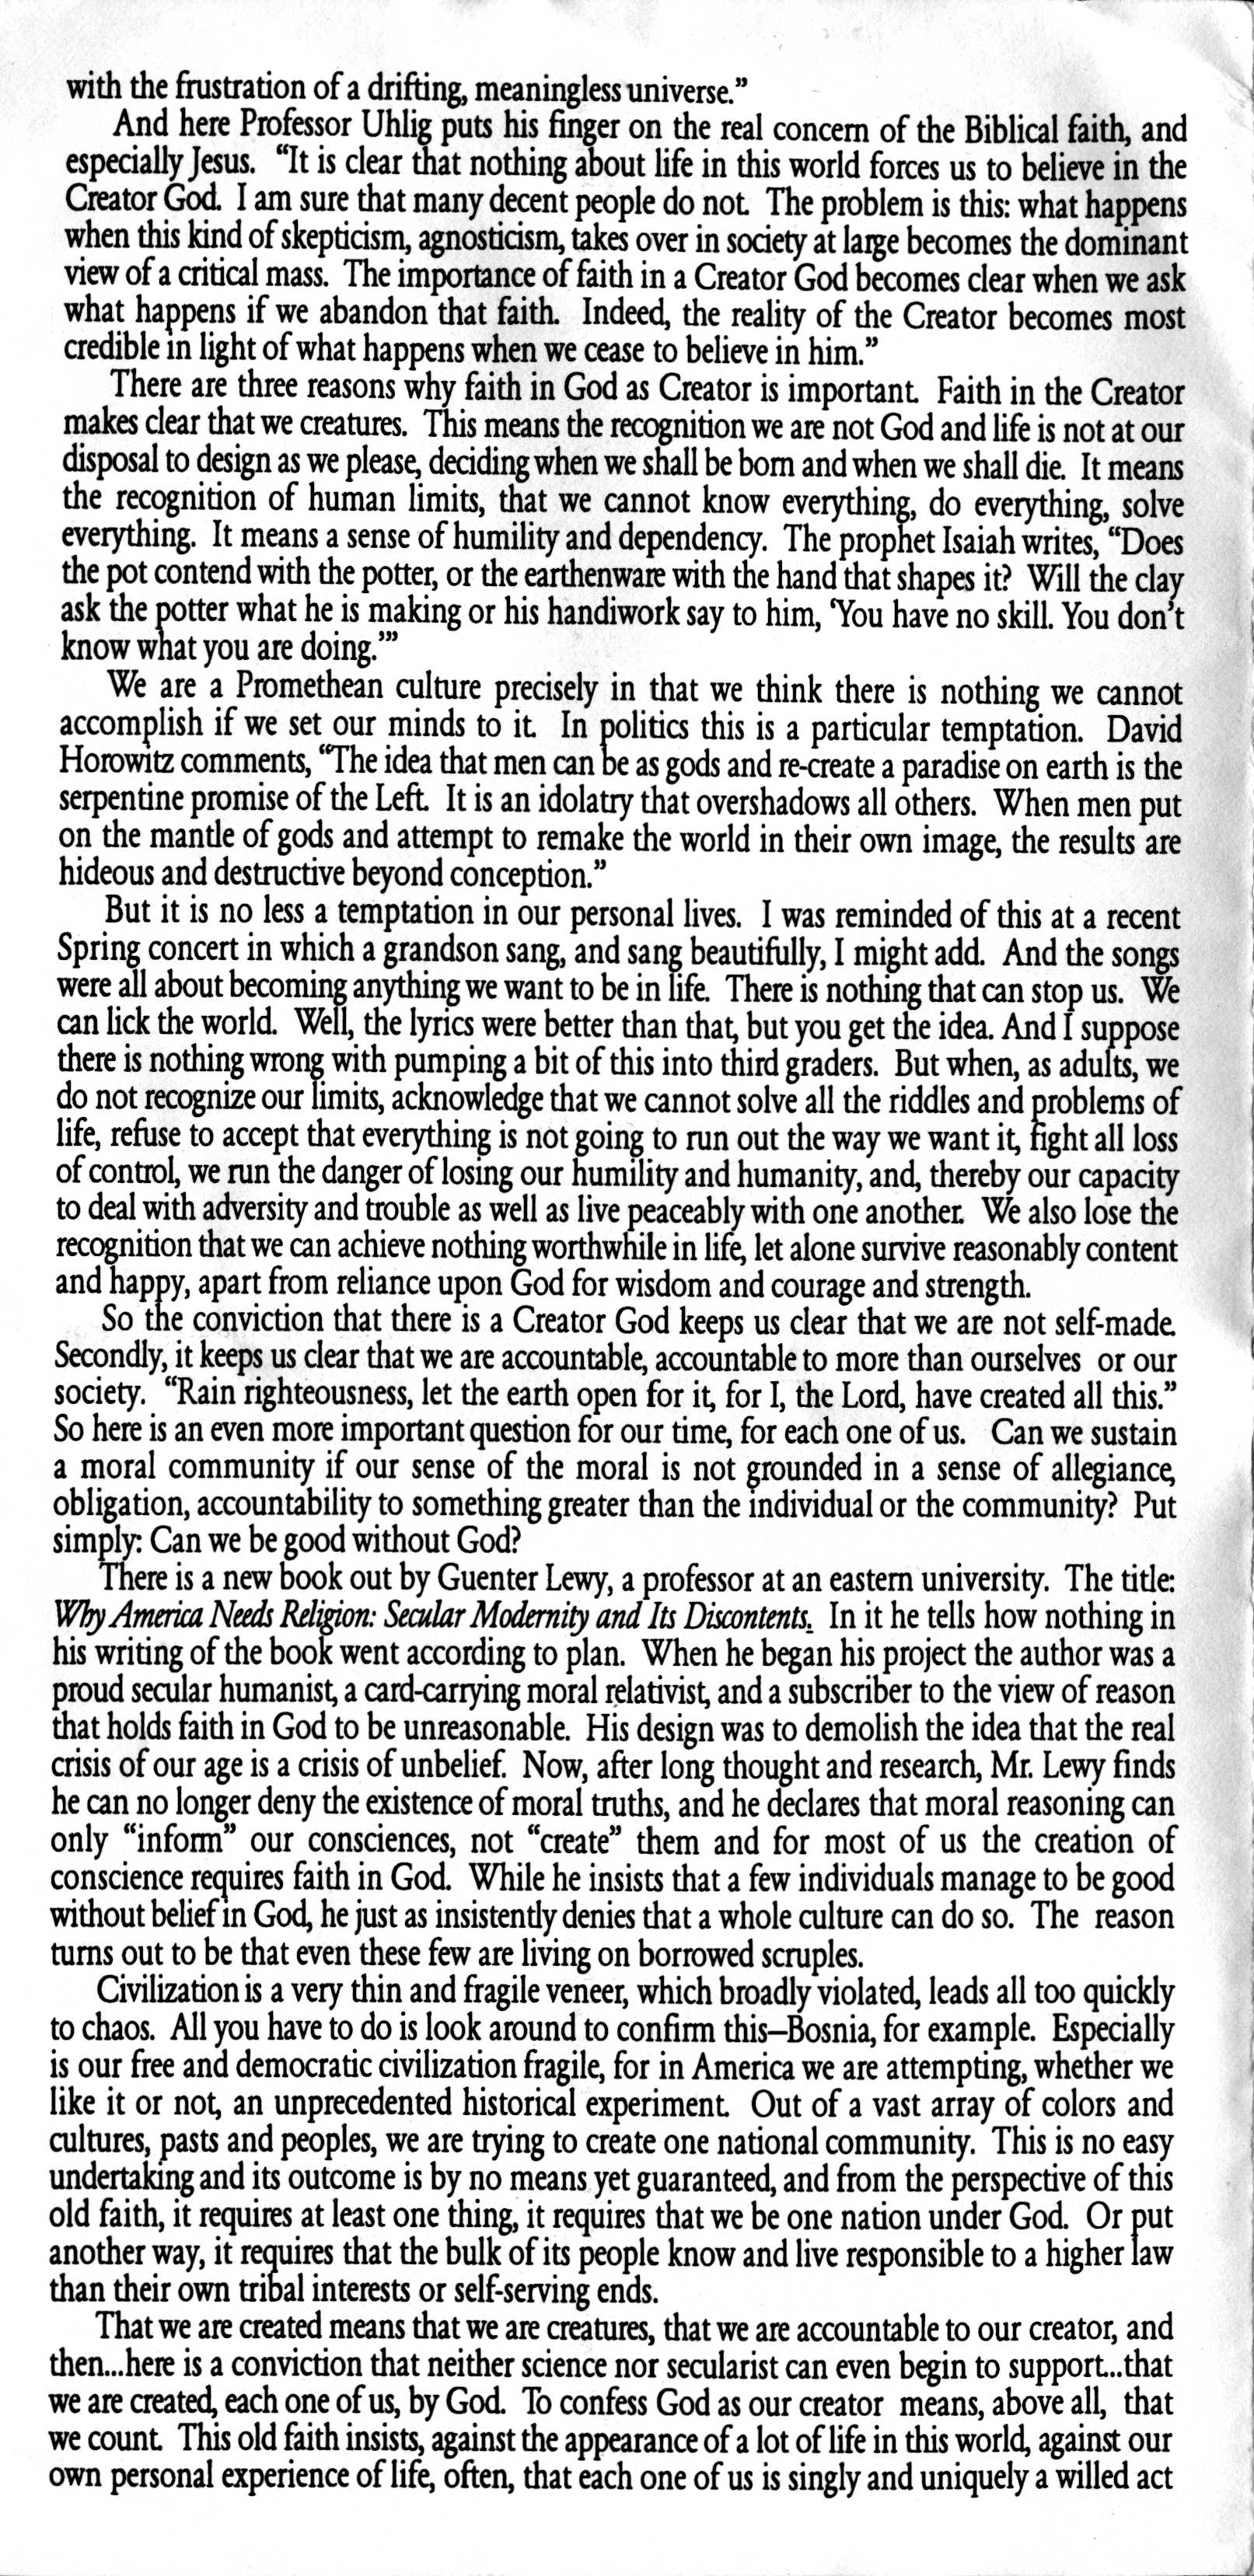 with the frustration of a drifting, meaningless universe.”
And here Professor Uhlig puts his finger on the real concern of the Biblical faith, and
especially Jesus. “It is clear that nothing about life in this world forces us to believe in the
Creator God. I am sure that many decent people do not. The problem is this: what happens
when this kind of skepticism, agnosticism, takes over in society at large becomes the dominant
view of a critical mass. The importance of faith in a Creator God becomes clear when we ask
what happens if we abandon that faith. Indeed, the reality of the Creator becomes most
credible in light of what happens when we cease to believe in him.”
There are three reasons why faith in God as Creator is important. Faith in the Creator
makes clear that we creatures. This means the recognition we are not God and life is not at our
disposal to design as we please, deciding when we shall be born and when we shall die. It means
the recognition of human limits, that we cannot know everything, do everything, solve
everything. It means a sense of humility and dependency. The prophet Isaiah writes, “Does
the pot contend with the potter, or the earthenware with the hand that shapes it? Will the clay
ask the potter what he is making or his handiwork say to him, ‘You have no skill. You don’t
know what you are doing.’”
We are a Promethean culture precisely in that we think there is nothing we cannot
accomplish if we set our minds to it. In politics this is a particular temptation. David
Horowitz comments, “The idea that men can be as gods and re-create a paradise on earth is the
serpentine promise of the Left. It is an idolatry that overshadows all others. When men put
on the mantle of gods and attempt to remake the world in their own image, the results are
hideous and destructive beyond conception.”
But it is no less a temptation in our personal lives. I was reminded of this at a recent
Spring concert in which a grandson sang, and sang beautifully, I might add. And the songs
were all about becoming anything we want to be in life. There is nothing that can stop us. We
can lick the world. Well, the lyrics were better than that, but you get the idea. And I suppose
there is nothing wrong with pumping a bit of this into third graders. But when, as adults, we
do not recognize our limits, acknowledge that we cannot solve all the riddles and problems of
life, refuse to accept that everything is not going to run out the way we want it, fight all loss
of control, we run the danger of losing our humility and humanity, and, thereby our capacity
to deal with adversity and trouble as well as live peaceably with one another. We also lose the
recognition that we can achieve nothing worthwhile in life, let alone survive reasonably content
and happy, apart from reliance upon God for wisdom and courage and strength.
So the conviction that there is a Creator God keeps us clear that we are not self-made.
Secondly, it keeps us clear that we are accountable, accountable to more than ourselves or our
society. “Rain righteousness, let the earth open for it, for I, the Lord, have created all this.”
So here is an even more important question for our time, for each one of us. Can we sustain
a moral community if our sense of the moral is not grounded in a sense of allegiance,
obligation, accountability to something greater than the individual or the community? Put
simply: Can we be good without God?
There is a new book out by Guenter Lewy, a professor at an eastern university. The title:
Why America Needs Religion: Secular Modernity and Its Discontents. In it he tells how nothing in
his writing of the book went according to plan. When he began his project the author was a
proud secular humanist, a card-carrying moral relativist, and a subscriber to the view of reason
that holds faith in God to be unreasonable. His design was to demolish the idea that the real
crisis of our age is a crisis of unbelief. Now, after long thought and research, Mr. Lewy finds
he can no longer deny the existence of moral truths, and he declares that moral reasoning can
only “inform” our consciences, not “create” them and for most of us the creation of
conscience requires faith in God. While he insists that a few individuals manage to be good
without belief in God, he just as insistently denies that a whole culture can do so. The reason
turns out to be that even these few are living on borrowed scruples.
Civilization is a very thin and fragile veneer, which broadly violated, leads all too quickly
to chaos. All you have to do is look around to confirm this–Bosnia, for example. Especially
is our free and democratic civilization fragile, for in America we are attempting, whether we
like it or not, an unprecedented historical experiment. Out of a vast array of colors and
cultures, pasts and peoples, we are trying to create one national community. This is no easy
undertaking and its outcome is by no means yet guaranteed, and from the perspective of this
old faith, it requires at least one thing, it requires that we be one nation under God. Or put
another way, it requires that the bulk of its people know and live responsible to a higher law
than their own tribal interests or self-serving ends.
That we are created means that we are creatures, that we are accountable to our creator, and
then...here is a conviction that neither science nor secularist can even begin to support...that
we are created, each one of us, by God. To confess God as our creator means, above all, that
we count. This old faith insists, against the appearance of a lot of life in this world, against our
own personal experience of life, often, that each one of us is singly and uniquely a willed act